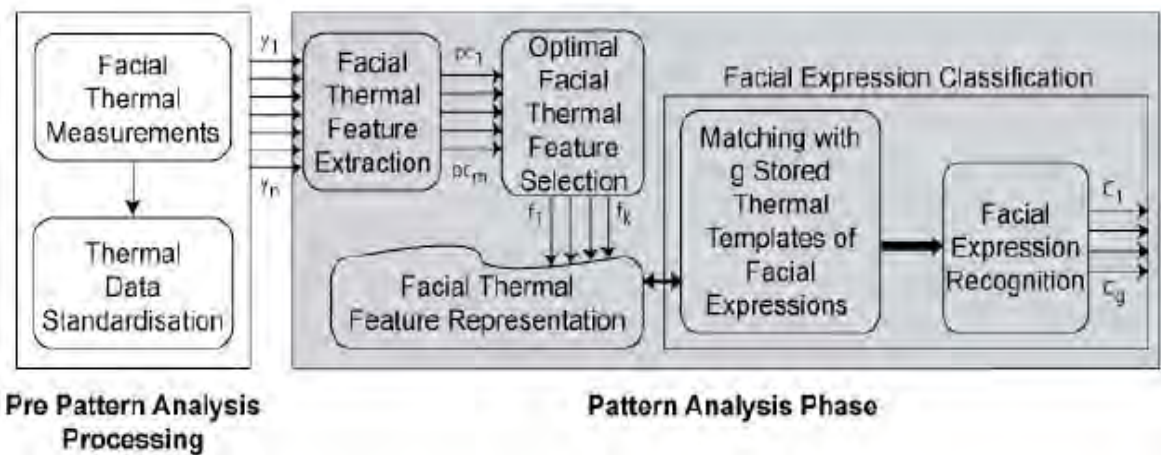 Facial
Thermal
Measurements
Thermal
Data
Standardisation
y1
yn
Facial
Thermal
Feature
Extraction
pc1
pcm
Optimal
Facial
Thermal
Feature
Selection
f1
fk
Facial Thermal
Feature Representation
Facial Expression Classification
Matching with
g Stored
Thermal
Templates of
Facial
Expressions
Facial
Expression
Recognition
C1
Cg
Pre Pattern Analysis
Processing
Pattern Analysis Phase